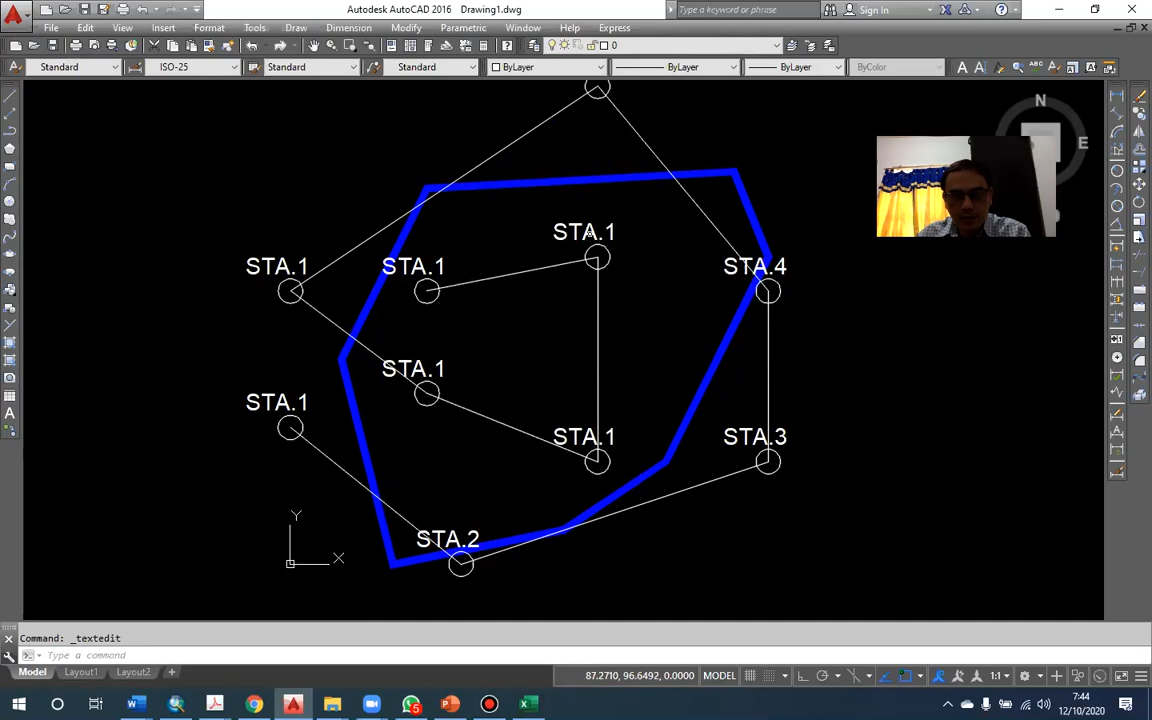 Autodesk AutoCAD 2016 Drawing1.dwg
Type a keyword or phrase
Sign In
File Edit View Insert Format Tools Draw Dimension Modify Parametric Window Help Express
0
Standard ISO-25 Standard Standard ByLayer ByLayer ByLayer ByColor
N
E
STA.1
STA.1 STA.1 STA.4
STA.1
STA.1
STA.1 STA.3
STA.2
Y
X
Command: _textedit
Type a command
Model Layout1 Layout2 +
87.2710, 96.6492, 0.0000 MODEL 1:1
5
7:44
12/10/2020